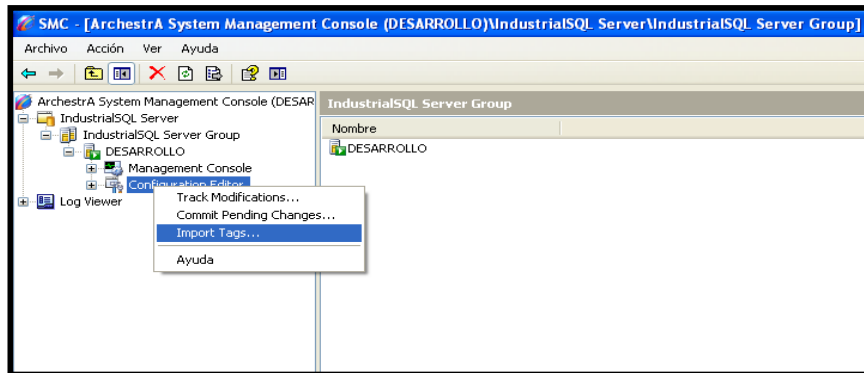 SMC - [ArchestrA System Management Console (DESARROLLO)\IndustrialSQL Server\IndustrialSQL Server Group]
Archivo Acción Ver Ayuda
ArchestrA System Management Console (DESAR
IndustrialSQL Server
IndustrialSQL Server Group
DESARROLLO
Management Console
Configuration Editor
Log Viewer
Track Modifications...
Commit Pending Changes...
Import Tags...
Ayuda
IndustrialSQL Server Group
Nombre
DESARROLLO